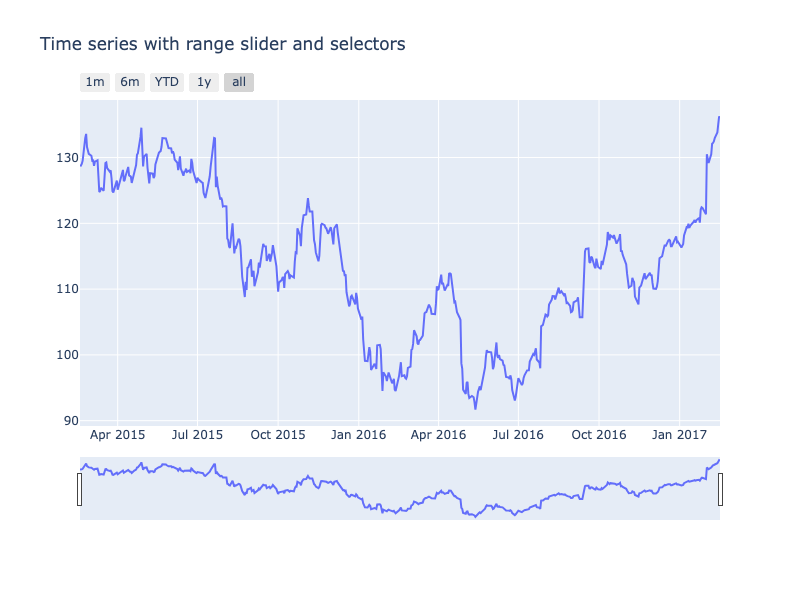 Time series with range slider and selectors
1m 6m YTD 1y all
130
120
110
100
90
Apr 2015 Jul 2015 Oct 2015 Jan 2016 Apr 2016 Jul 2016 Oct 2016 Jan 2017